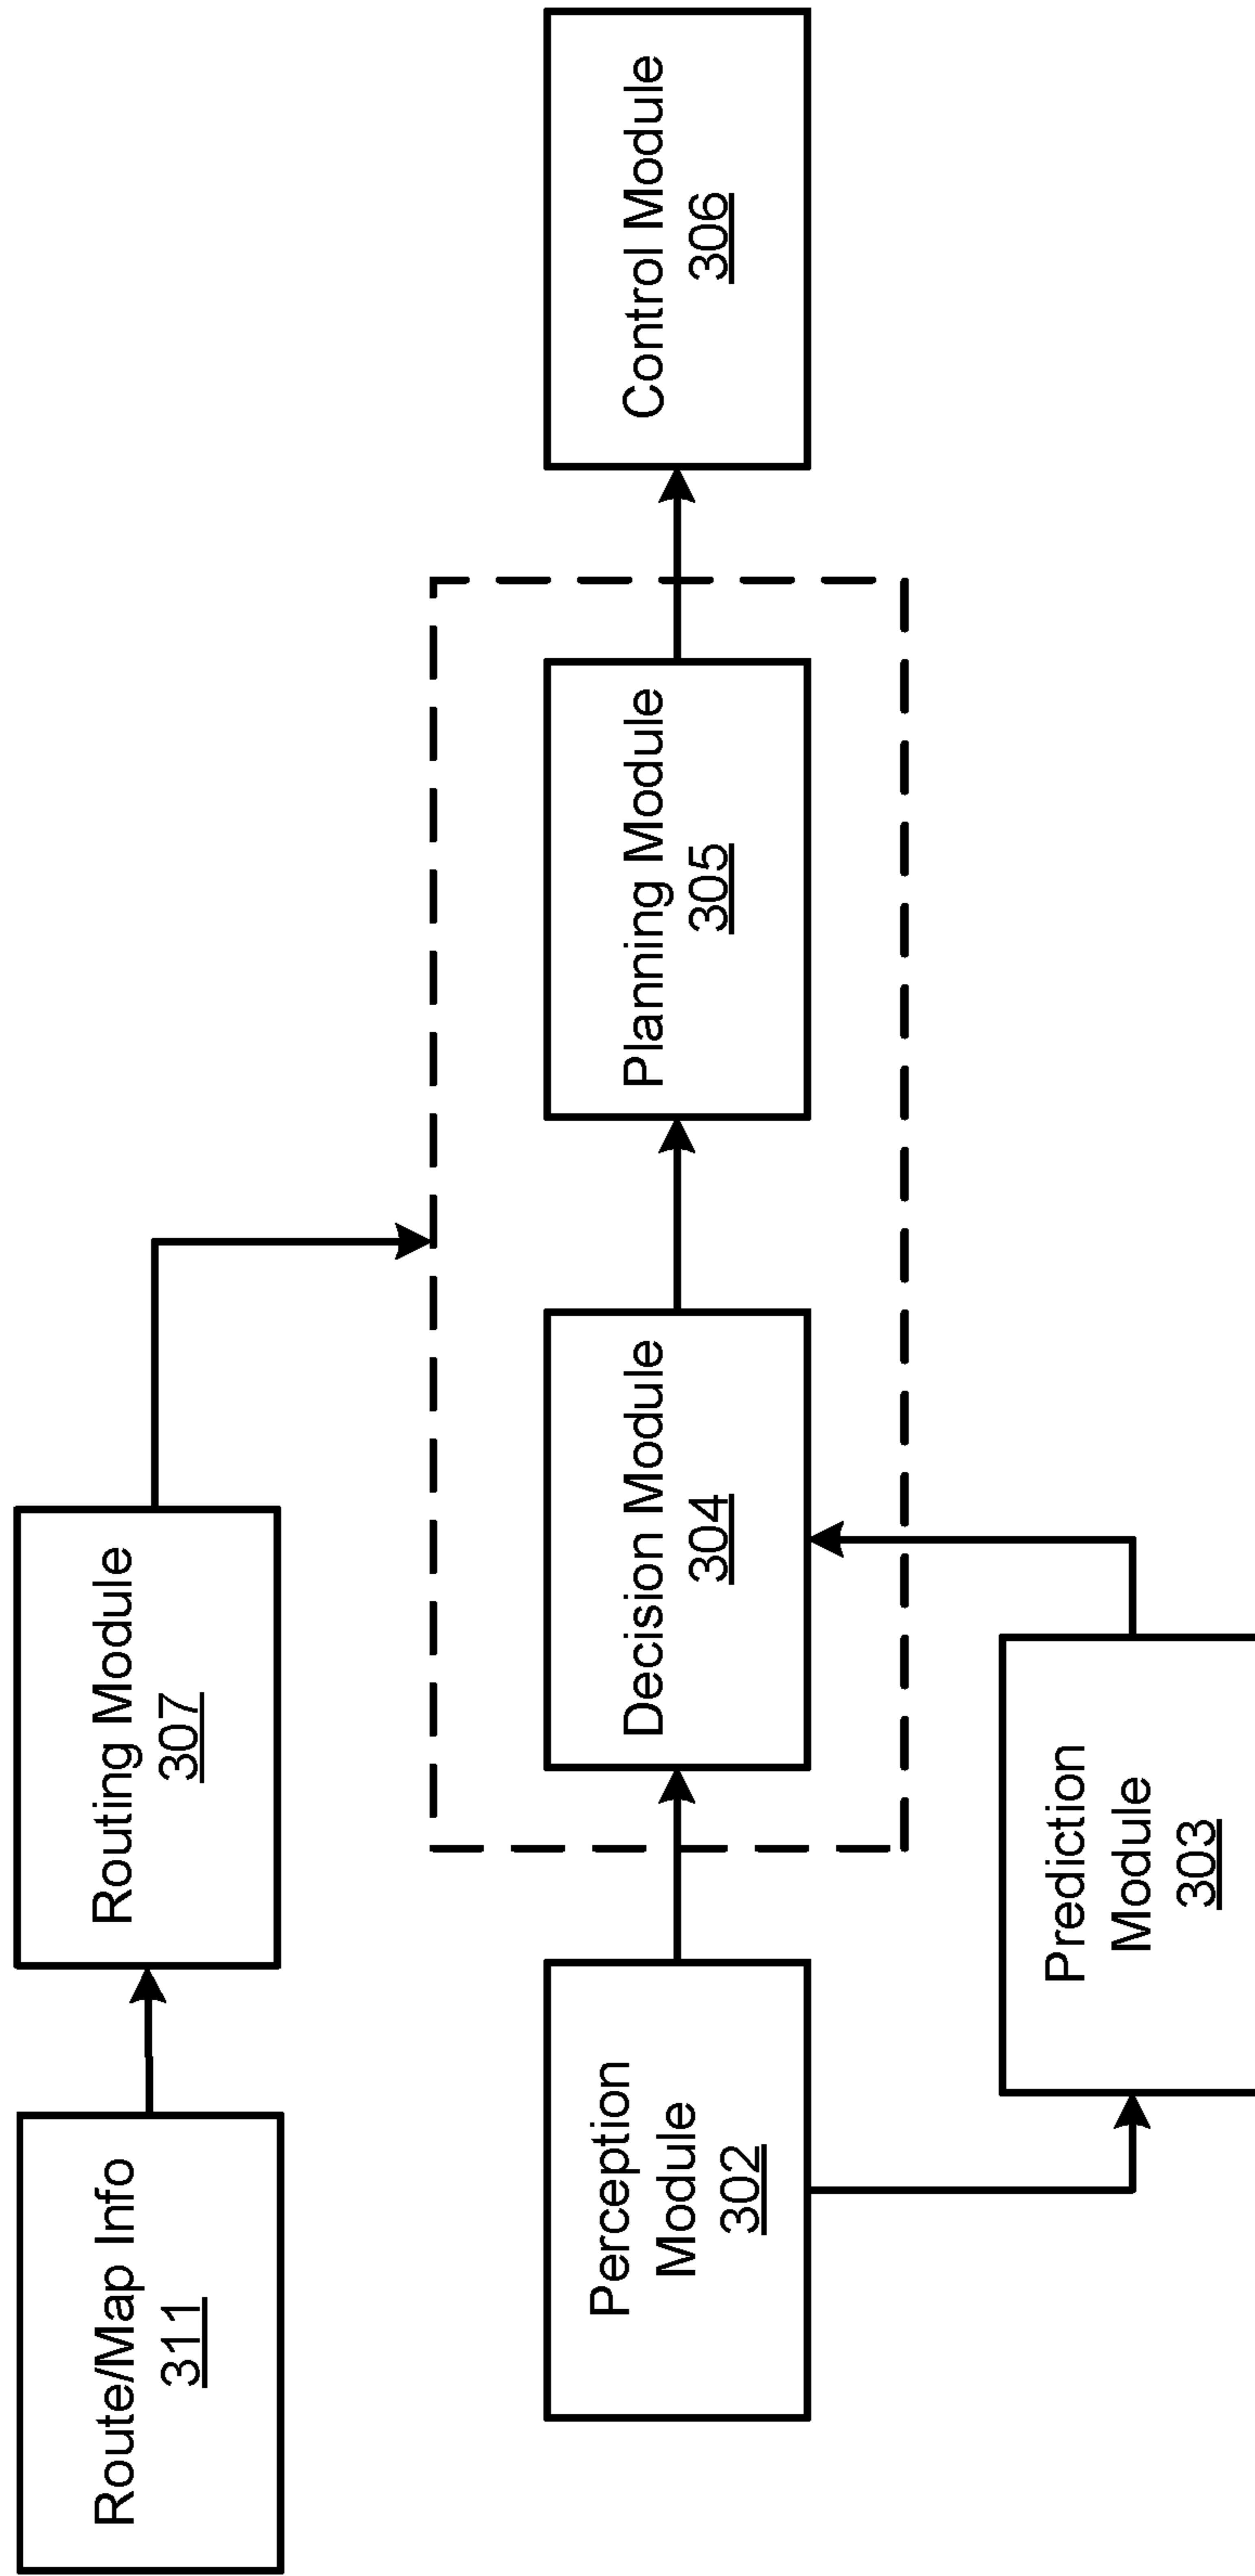 Route/Map Info
311
Routing Module
307
Perception
Module
302
Decision Module
304
Planning Module
305
Control Module
306
Prediction
Module
303